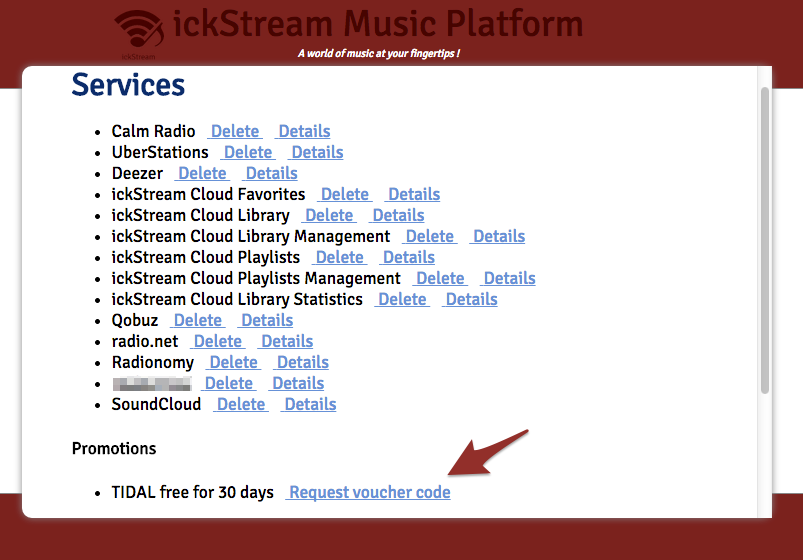 ickStream Music Platform
ickStream
A world of music at your fingertips !
Services
Calm Radio Delete Details
UberStations Delete Details
Deezer Delete Details
ickStream Cloud Favorites Delete Details
ickStream Cloud Library Delete Details
ickStream Cloud Library Management Delete Details
ickStream Cloud Playlists Delete Details
ickStream Cloud Playlists Management Delete Details
ickStream Cloud Library Statistics Delete Details
Qobuz Delete Details
radio.net Delete Details
Radionomy Delete Details
Delete Details
SoundCloud Delete Details
Promotions
TIDAL free for 30 days Request voucher code